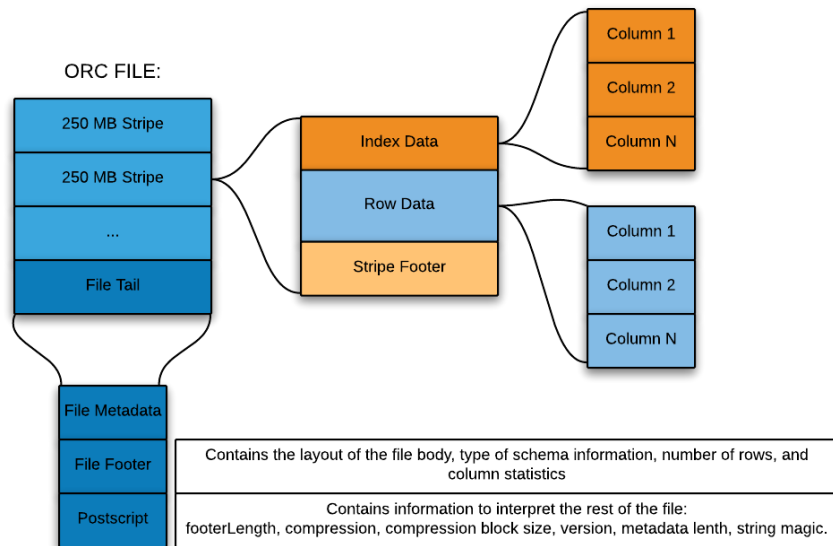 ORC FILE:
250 MB Stripe
250 MB Stripe
...
File Tail
Index Data
Row Data
Stripe Footer
Column 1
Column 2
Column N
Column 1
Column 2
Column N
File Metadata
File Footer
Contains the layout of the file body, type of schema information, number of rows, and
column statistics
Postscript
Contains information to interpret the rest of the file:
footerLength, compression, compression block size, version, metadata lenth, string magic.